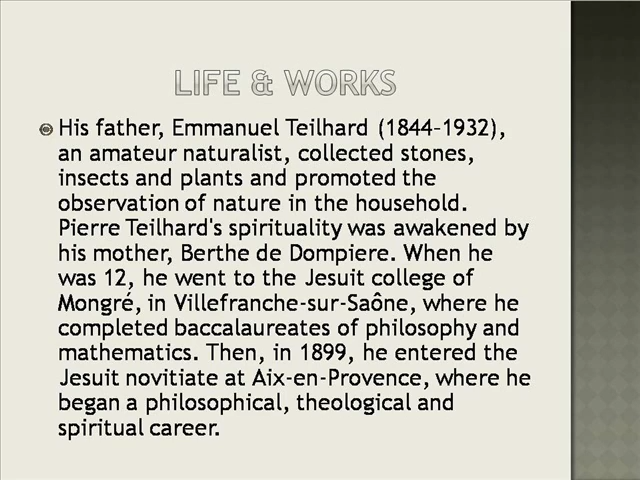 LIFE & WORKS
His father, Emmanuel Teilhard (1844–1932),
an amateur naturalist, collected stones,
insects and plants and promoted the
observation of nature in the household.
Pierre Teilhard's spirituality was awakened by
his mother, Berthe de Dompiere. When he
was 12, he went to the Jesuit college of
Mongré, in Villefranche-sur-Saône, where he
completed baccalaureates of philosophy and
mathematics. Then, in 1899, he entered the
Jesuit novitiate at Aix-en-Provence, where he
began a philosophical, theological and
spiritual career.